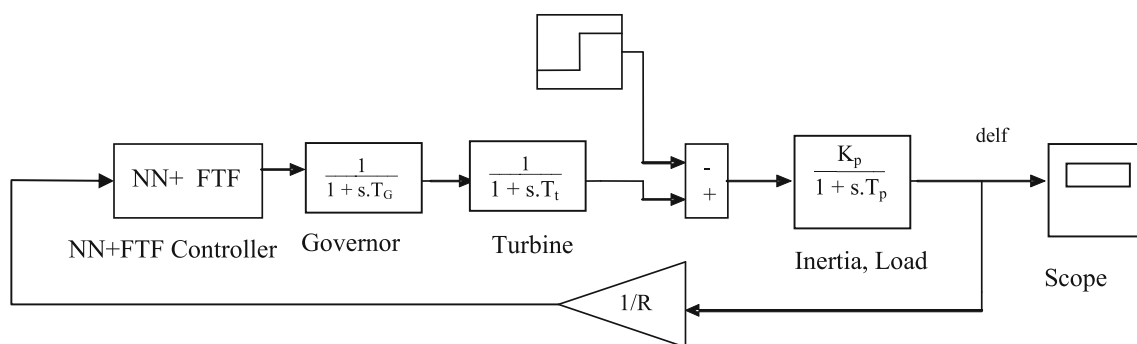 delf
NN+ FTF
1
1 + s.T_G
1
1 + s.T_t
-
+
K_p
1 + s.T_p
NN+FTF Controller
Governor
Turbine
Inertia, Load
Scope
1/R